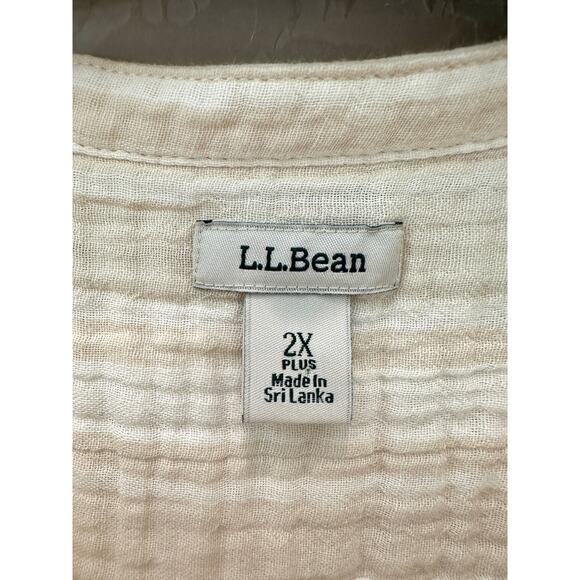 L.L.Bean
2X
PLUS
Made In
Sri Lanka